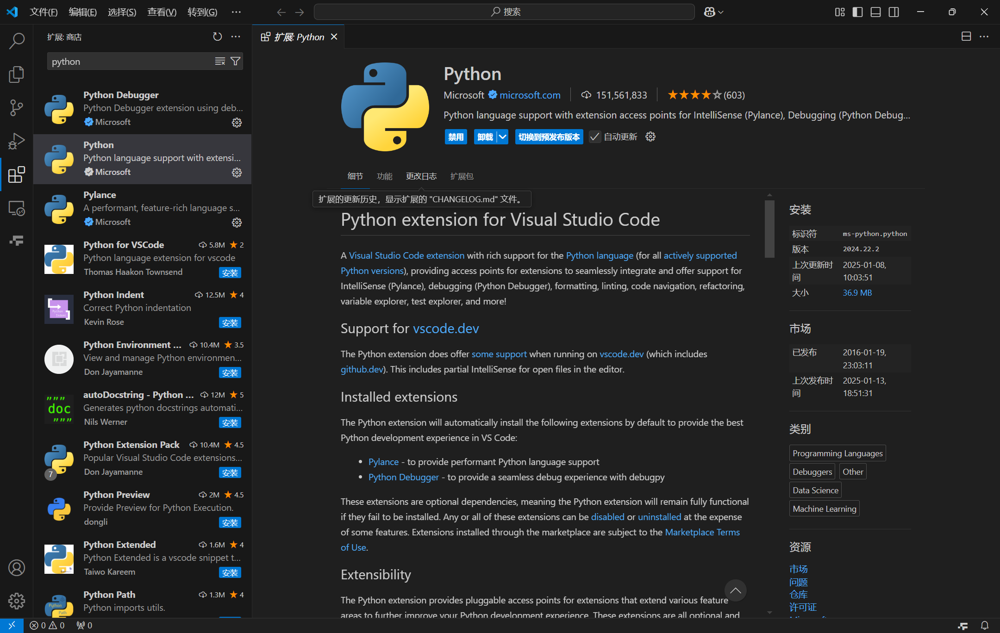 文件(F) 编辑(E) 选择(S) 查看(V) 转到(G) ··· 搜索
扩展: 商店
python
Python Debugger
Python Debugger extension using deb...
Microsoft
Python
Python language support with extensi...
Microsoft
Pylance
A performant, feature-rich language s...
Microsoft
Python for VSCode 5.8M 2
Python language extension for vscode
Thomas Haakon Townsend 安装
Python Indent 12.5M 4
Correct Python indentation
Kevin Rose 安装
Python Environment ... 10.4M 3.5
View and manage Python environmen...
Don Jayamanne 安装
autoDocstring - Python ... 12M 5
Generates python docstrings automati...
Nils Werner 安装
Python Extension Pack 10.4M 4.5
Popular Visual Studio Code extensions...
Don Jayamanne 安装
7
Python Preview 2M 4.5
Provide Preview for Python Execution.
dongli 安装
Python Extended 1.6M 4
Python Extended is a vscode snippet t...
Taiwo Kareem 安装
Python Path 1.3M 4
Python imports utils.
扩展: Python
Python
Microsoft microsoft.com 151,561,833 (603)
Python language support with extension access points for IntelliSense (Pylance), Debugging (Python Debug...
禁用 卸载 切换到预发布版本 自动更新
细节 功能 更改日志 扩展包
扩展的更新历史，显示扩展的 "CHANGELOG.md" 文件。
Python extension for Visual Studio Code
A Visual Studio Code extension with rich support for the Python language (for all actively supported
Python versions), providing access points for extensions to seamlessly integrate and offer support for
IntelliSense (Pylance), debugging (Python Debugger), formatting, linting, code navigation, refactoring,
variable explorer, test explorer, and more!
Support for vscode.dev
The Python extension does offer some support when running on vscode.dev (which includes
github.dev). This includes partial IntelliSense for open files in the editor.
Installed extensions
The Python extension will automatically install the following extensions by default to provide the best
Python development experience in VS Code:
• Pylance - to provide performant Python language support
• Python Debugger - to provide a seamless debug experience with debugpy
These extensions are optional dependencies, meaning the Python extension will remain fully functional
if they fail to be installed. Any or all of these extensions can be disabled or uninstalled at the expense
of some features. Extensions installed through the marketplace are subject to the Marketplace Terms
of Use.
Extensibility
The Python extension provides pluggable access points for extensions that extend various feature
areas to further improve your Python development experience. These extensions are all optional and
安装
标识符 ms-python.python
版本 2024.22.2
上次更新时间 2025-01-08, 10:03:51
大小 36.9 MB
市场
已发布 2016-01-19, 23:03:11
上次发布时间 2025-01-13, 18:51:31
类别
Programming Languages
Debuggers Other
Data Science
Machine Learning
资源
市场
问题
仓库
许可证
0 0 0